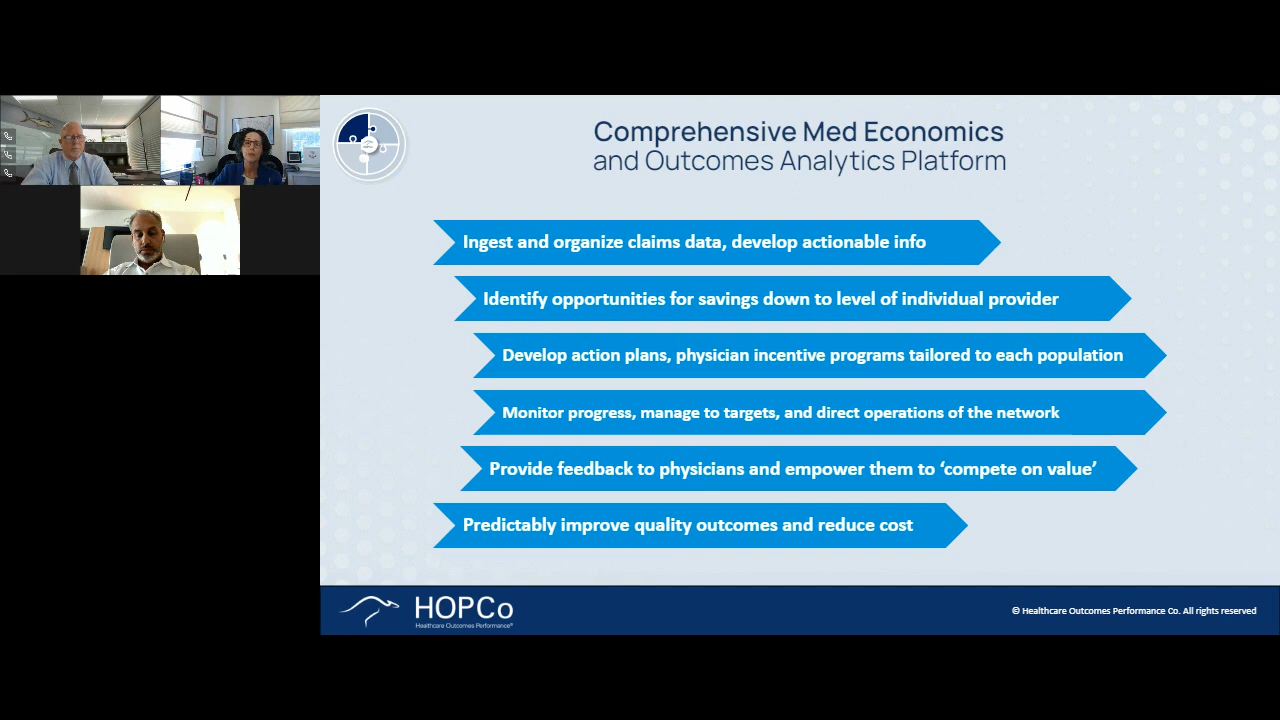 Comprehensive Med Economics
and Outcomes Analytics Platform
Ingest and organize claims data, develop actionable info
Identify opportunities for savings down to level of individual provider
Develop action plans, physician incentive programs tailored to each population
Monitor progress, manage to targets, and direct operations of the network
Provide feedback to physicians and empower them to ‘compete on value’
Predictably improve quality outcomes and reduce cost
HOPCo
Healthcare Outcomes Performance®
© Healthcare Outcomes Performance Co. All rights reserved